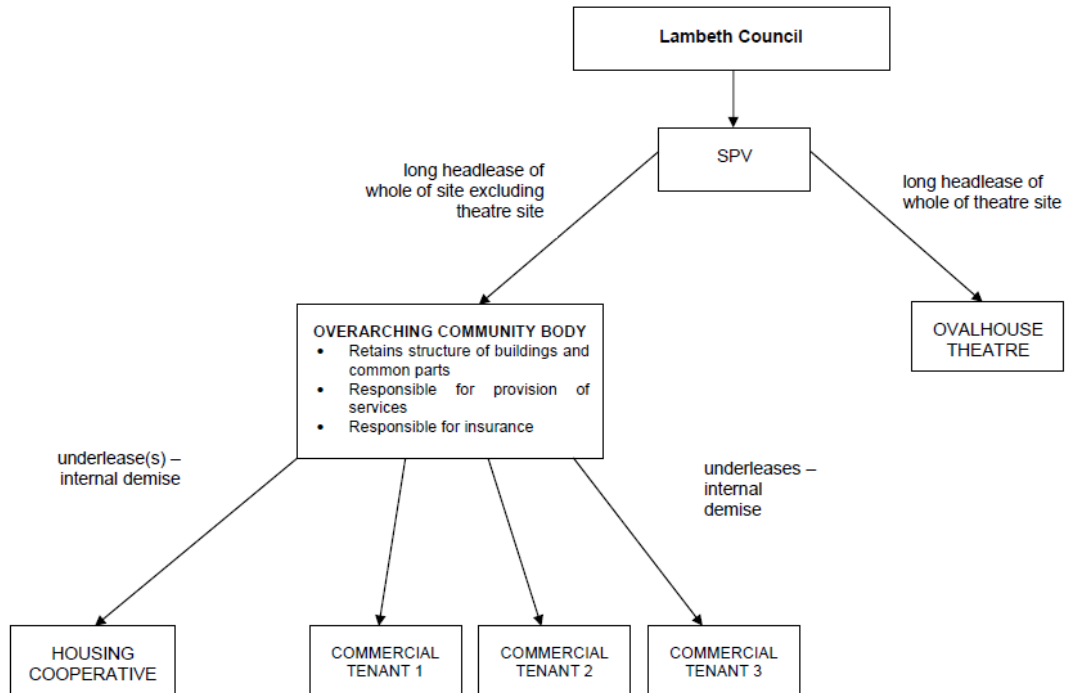 Lambeth Council
SPV
long headlease of
whole of site excluding
theatre site
long headlease of
whole of theatre site
OVERARCHING COMMUNITY BODY
• Retains structure of buildings and
common parts
• Responsible for provision of
services
• Responsible for insurance
OVALHOUSE
THEATRE
underlease(s) –
internal demise
underleases –
internal
demise
HOUSING
COOPERATIVE
COMMERCIAL
TENANT 1
COMMERCIAL
TENANT 2
COMMERCIAL
TENANT 3